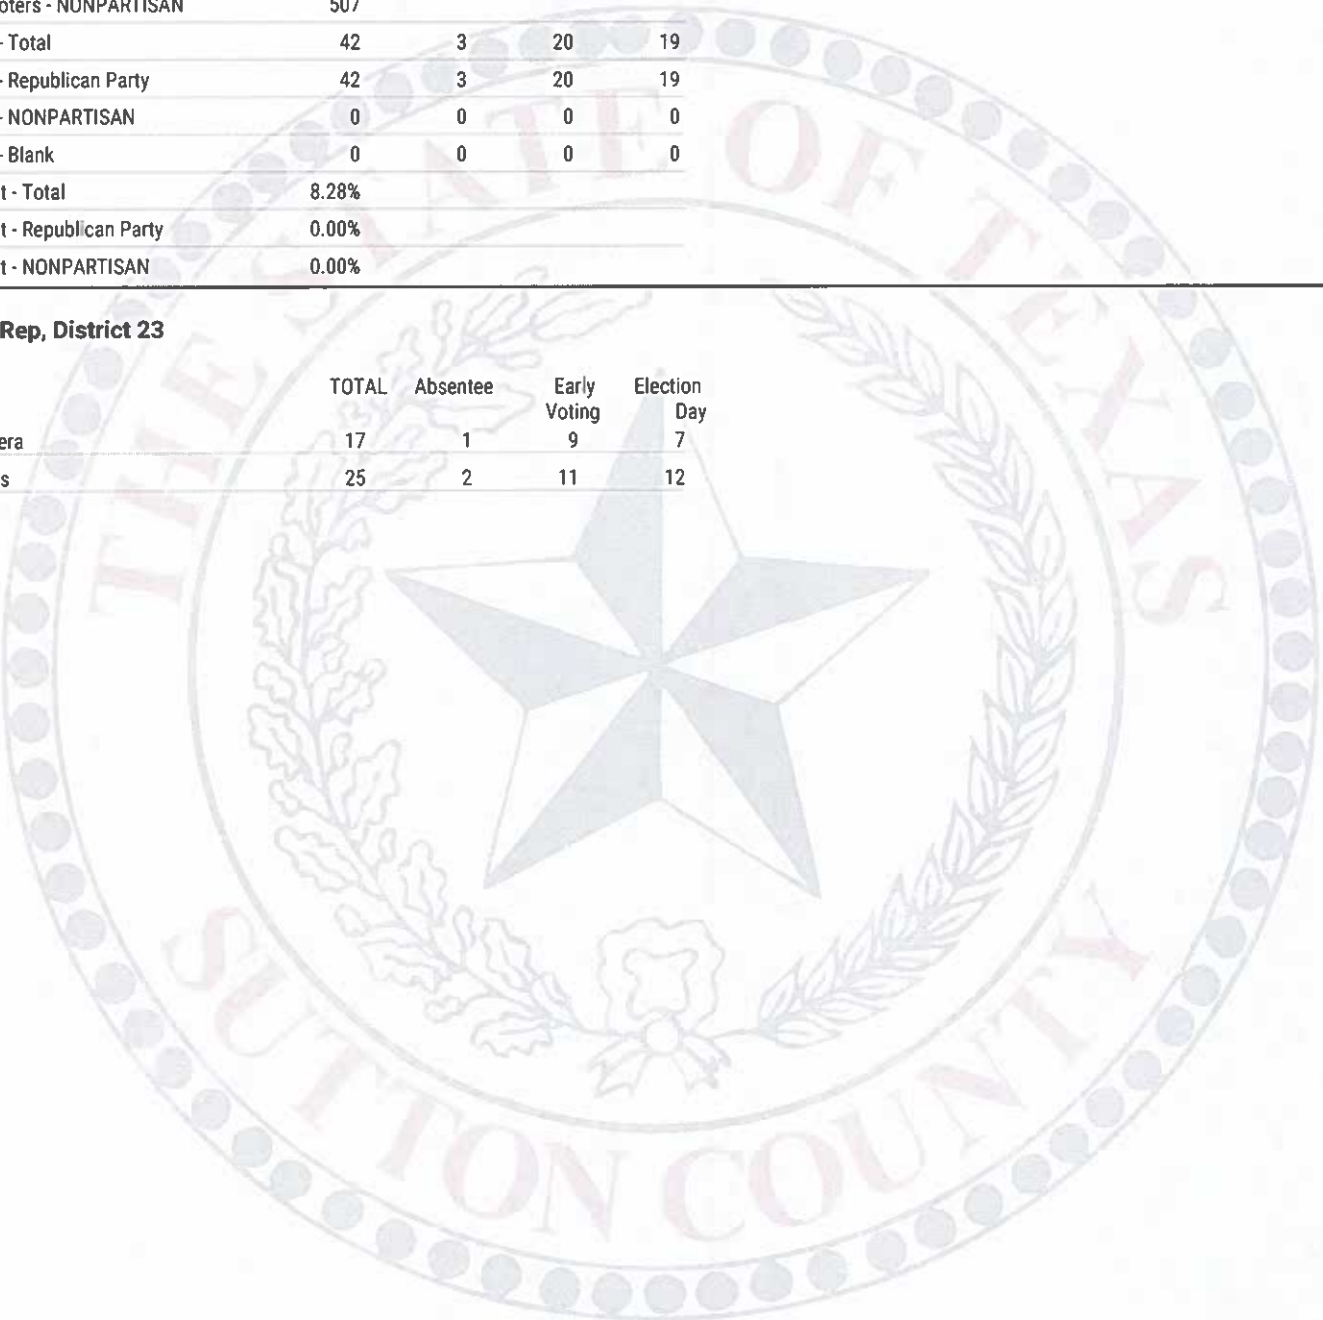 oters - NONPARTISAN 507
- Total 42 3 20 19
- Republican Party 42 3 20 19
- NONPARTISAN 0 0 0 0
- Blank 0 0 0 0
t - Total 8.28%
t - Republican Party 0.00%
t - NONPARTISAN 0.00%
Rep, District 23
TOTAL Absentee Early Election
Voting Day
era 17 1 9 7
s 25 2 11 12
THE STATE OF TEXAS
SUTTON COUNTY